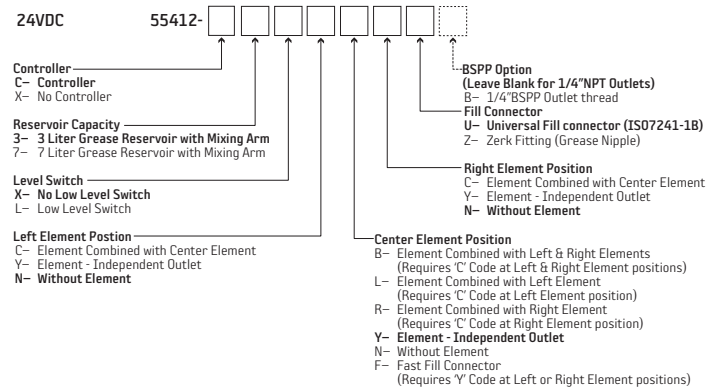 24VDC 55412-
Controller
C– Controller
X– No Controller
Reservoir Capacity
3– 3 Liter Grease Reservoir with Mixing Arm
7– 7 Liter Grease Reservoir with Mixing Arm
Level Switch
X– No Low Level Switch
L– Low Level Switch
Left Element Postion
C– Element Combined with Center Element
Y– Element - Independent Outlet
N– Without Element
BSPP Option
(Leave Blank for 1/4"NPT Outlets)
B– 1/4"BSPP Outlet thread
Fill Connector
U– Universal Fill connector (ISO7241-1B)
Z– Zerk Fitting (Grease Nipple)
Right Element Position
C– Element Combined with Center Element
Y– Element - Independent Outlet
N– Without Element
Center Element Position
B– Element Combined with Left & Right Elements
(Requires 'C' Code at Left & Right Element positions)
L– Element Combined with Left Element
(Requires 'C' Code at Left Element position)
R– Element Combined with Right Element
(Requires 'C' Code at Right Element position)
Y– Element - Independent Outlet
N– Without Element
F– Fast Fill Connector
(Requires 'Y' Code at Left or Right Element positions)